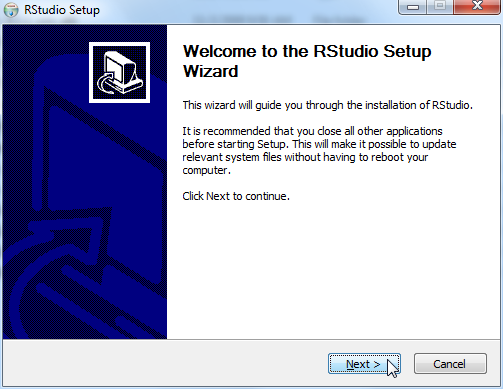 RStudio Setup
Welcome to the RStudio Setup
Wizard
This wizard will guide you through the installation of RStudio.
It is recommended that you close all other applications
before starting Setup. This will make it possible to update
relevant system files without having to reboot your
computer.
Click Next to continue.
Next >
Cancel